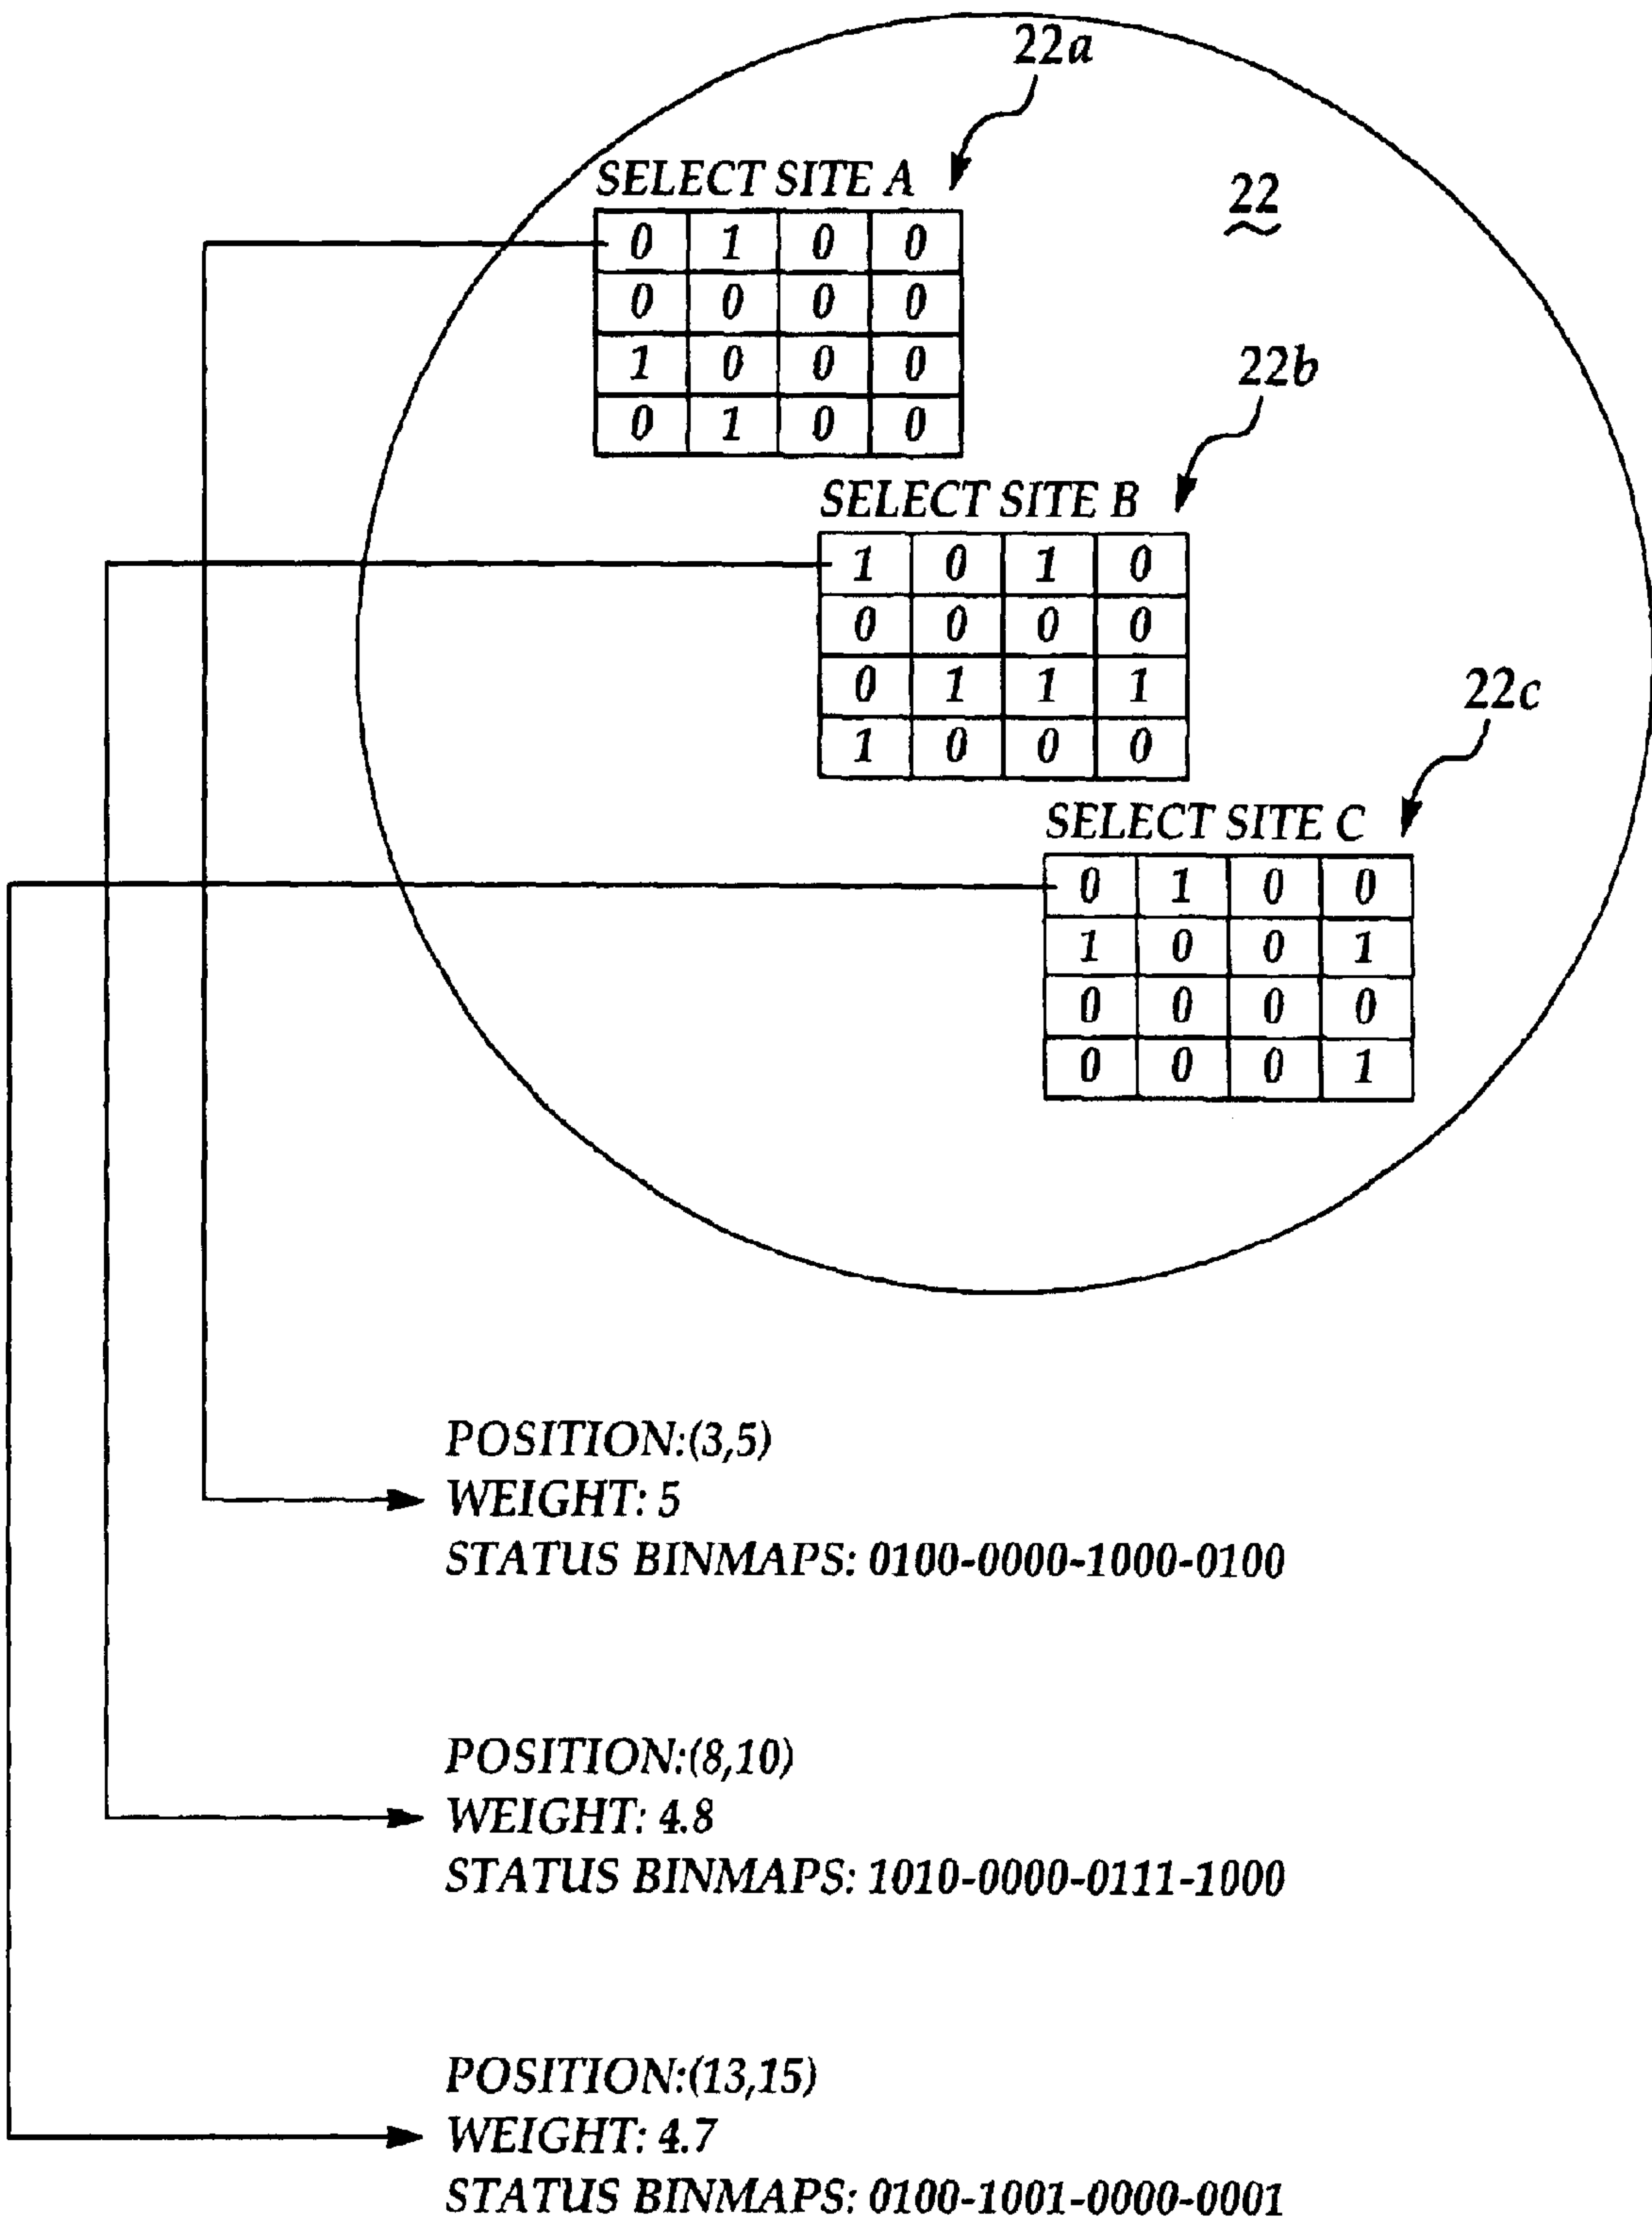 22a
SELECT SITE A
22
0 1 0 0
0 0 0 0
1 0 0 0
0 1 0 0
22b
SELECT SITE B
1 0 1 0
0 0 0 0
0 1 1 1
1 0 0 0
22c
SELECT SITE C
0 1 0 0
1 0 0 1
0 0 0 0
0 0 0 1
POSITION:(3,5)
WEIGHT: 5
STATUS BINMAPS: 0100-0000-1000-0100
POSITION:(8,10)
WEIGHT: 4.8
STATUS BINMAPS: 1010-0000-0111-1000
POSITION:(13,15)
WEIGHT: 4.7
STATUS BINMAPS: 0100-1001-0000-0001